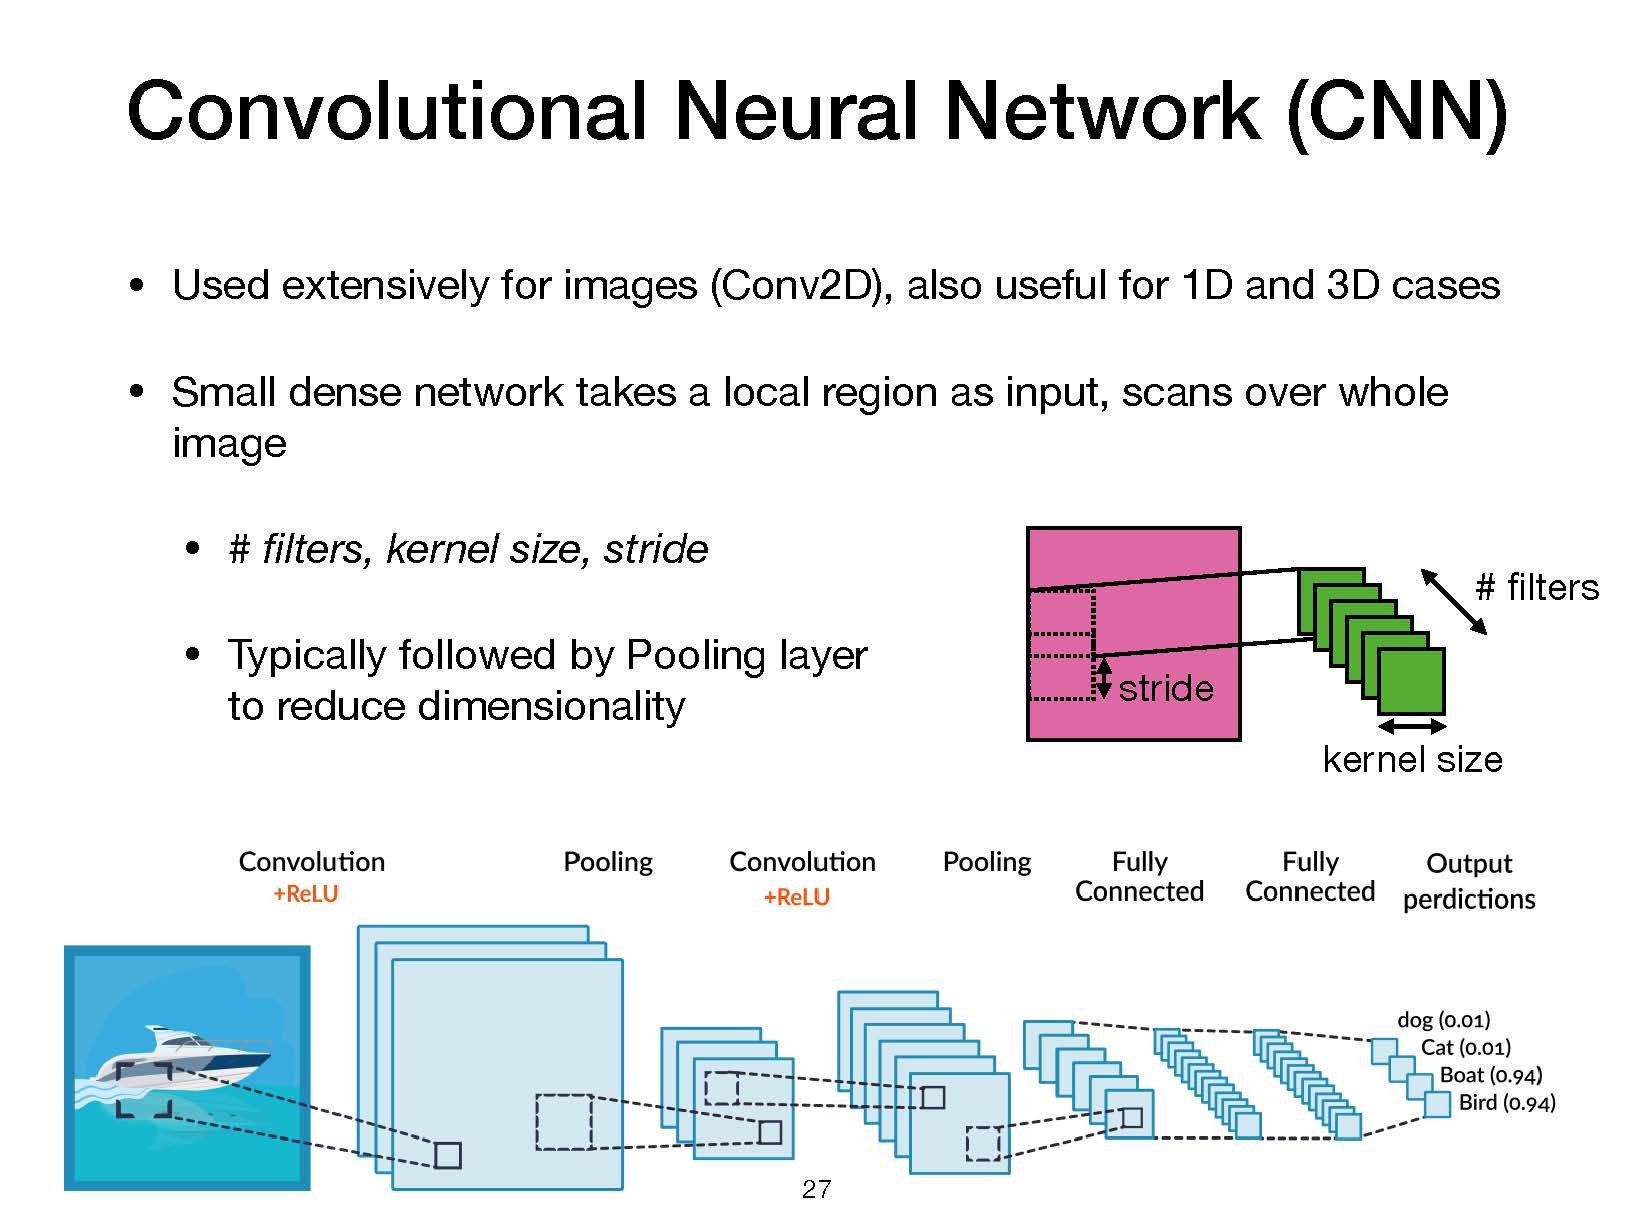 Convolutional Neural Network (CNN)
• Used extensively for images (Conv2D), also useful for 1D and 3D cases
• Small dense network takes a local region as input, scans over whole
image
• # filters, kernel size, stride
• Typically followed by Pooling layer
to reduce dimensionality
# filters
stride
kernel size
Convolution
+ReLU
Pooling
Convolution
+ReLU
Pooling
Fully
Connected
Fully
Connected
Output
perdictions
dog (0.01)
Cat (0.01)
Boat (0.94)
Bird (0.94)
27